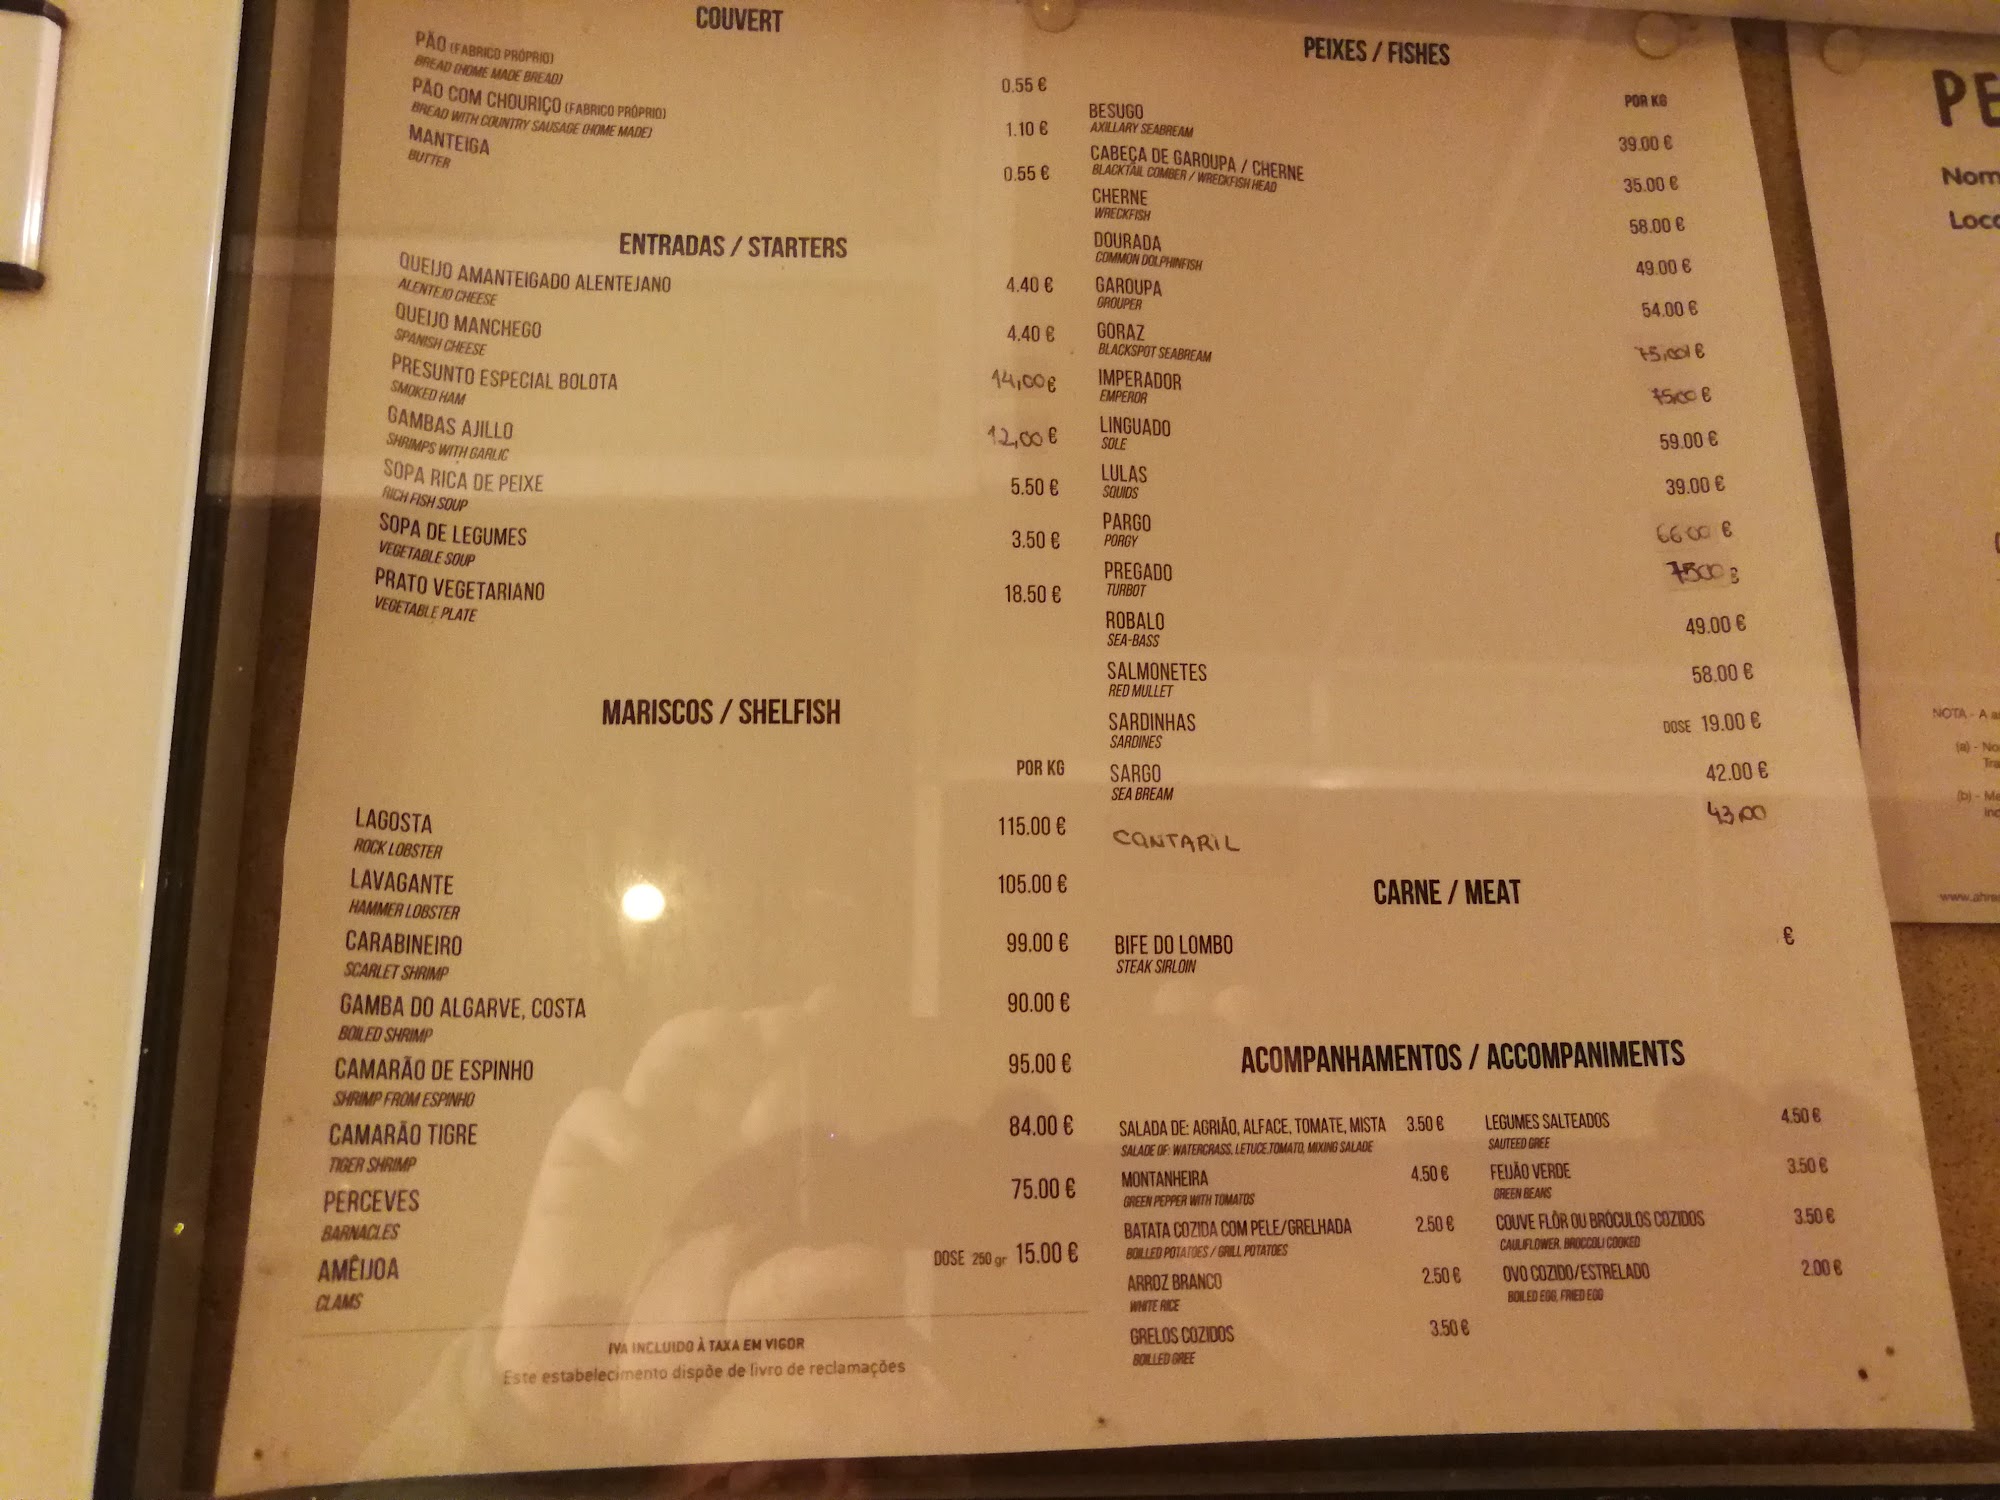 COUVERT
PÃO (FABRICO PRÓPRIO) 0.55 €
BREAD (HOME MADE BREAD)
PÃO COM CHOURIÇO (FABRICO PRÓPRIO) 1.10 €
BREAD WITH COUNTRY SAUSAGE (HOME MADE)
MANTEIGA 0.55 €
BUTTER
ENTRADAS / STARTERS
QUEIJO AMANTEIGADO ALENTEJANO 4.40 €
ALENTEJO CHEESE
QUEIJO MANCHEGO 4.40 €
SPANISH CHEESE
PRESUNTO ESPECIAL BOLOTA 14,00 €
SMOKED HAM
GAMBAS AJILLO 12,00 €
SHRIMPS WITH GARLIC
SOPA RICA DE PEIXE 5.50 €
RICH FISH SOUP
SOPA DE LEGUMES 3.50 €
VEGETABLE SOUP
PRATO VEGETARIANO 18.50 €
VEGETABLE PLATE
MARISCOS / SHELFISH
POR KG
LAGOSTA 115.00 €
ROCK LOBSTER
LAVAGANTE 105.00 €
HAMMER LOBSTER
CARABINEIRO 99.00 €
SCARLET SHRIMP
GAMBA DO ALGARVE, COSTA 90.00 €
BOILED SHRIMP
CAMARÃO DE ESPINHO 95.00 €
SHRIMP FROM ESPINHO
CAMARÃO TIGRE 84.00 €
TIGER SHRIMP
PERCEVES 75.00 €
BARNACLES
AMÊIJOA DOSE 250 gr 15.00 €
CLAMS
IVA INCLUIDO À TAXA EM VIGOR
Este estabelecimento dispõe de livro de reclamações
PEIXES / FISHES
POR KG
BESUGO 39.00 €
AXILLARY SEABREAM
CABEÇA DE GAROUPA / CHERNE 35.00 €
BLACKTAIL COMBER / WRECKFISH HEAD
CHERNE 58.00 €
WRECKFISH
DOURADA 49.00 €
COMMON DOLPHINFISH
GAROUPA 54.00 €
GROUPER
GORAZ 75,00 €
BLACKSPOT SEABREAM
IMPERADOR 75,00 €
EMPEROR
LINGUADO 59.00 €
SOLE
LULAS 39.00 €
SQUIDS
PARGO 66 00 €
PORGY
PREGADO 7500 €
TURBOT
ROBALO 49.00 €
SEA-BASS
SALMONETES 58.00 €
RED MULLET
SARDINHAS DOSE 19.00 €
SARDINES
SARGO 42.00 €
SEA BREAM
CANTARIL 43,00
CARNE / MEAT
BIFE DO LOMBO €
STEAK SIRLOIN
ACOMPANHAMENTOS / ACCOMPANIMENTS
SALADA DE: AGRIÃO, ALFACE, TOMATE, MISTA 3.50 €
SALADE OF: WATERCRASS, LETUCE,TOMATO, MIXING SALADE
MONTANHEIRA 4.50 €
GREEN PEPPER WITH TOMATOS
BATATA COZIDA COM PELE/GRELHADA 2.50 €
BOILLED POTATOES / GRILL POTATOES
ARROZ BRANCO 2.50 €
WHITE RICE
GRELOS COZIDOS 3.50 €
BOILLED GREE
LEGUMES SALTEADOS 4.50 €
SAUTEED GREE
FEIJÃO VERDE 3.50 €
GREEN BEANS
COUVE FLÔR OU BRÓCULOS COZIDOS 3.50 €
CAULIFLOWER, BROCCOLI COOKED
OVO COZIDO/ESTRELADO 2.00 €
BOILED EGG, FRIED EGG
PE
Nom
Loca
NOTA - A a
(a) - No
Tra
(b) - Me
inc
www.ahres